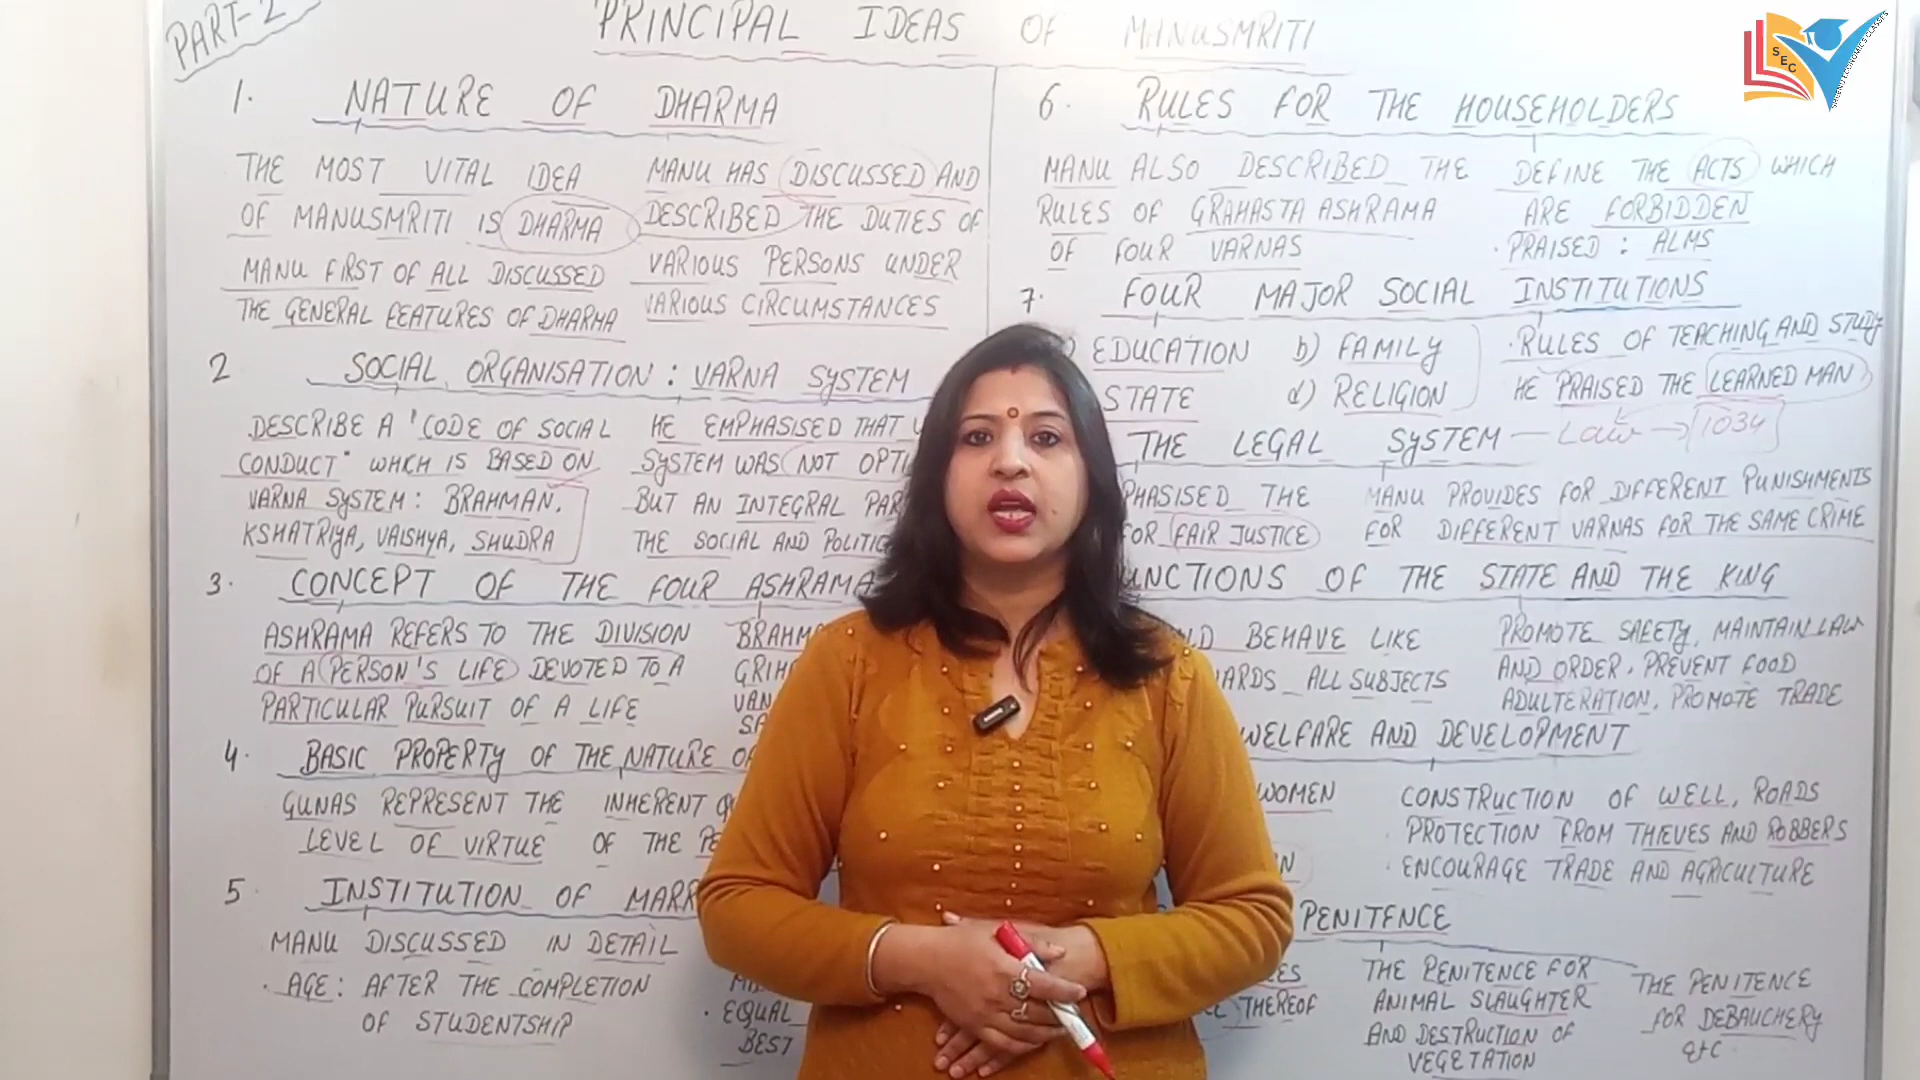 PART-2
PRINCIPAL IDEAS OF MANUSMRITI
1. NATURE OF DHARMA
THE MOST VITAL IDEA
OF MANUSMRITI IS DHARMA
MANU FIRST OF ALL DISCUSSED
THE GENERAL FEATURES OF DHARMA
MANU HAS DISCUSSED AND
DESCRIBED THE DUTIES OF
VARIOUS PERSONS UNDER
VARIOUS CIRCUMSTANCES
2 SOCIAL ORGANISATION : VARNA SYSTEM
DESCRIBE A 'CODE OF SOCIAL
CONDUCT" WHICH IS BASED ON
VARNA SYSTEM : BRAHMAN,
KSHATRIYA, VAISHYA, SHUDRA
HE EMPHASISED THAT
SYSTEM WAS NOT
BUT AN INTEGRAL
THE SOCIAL AND
3. CONCEPT OF THE FOUR ASHRAMA
ASHRAMA REFERS TO THE DIVISION
OF A PERSON'S LIFE DEVOTED TO A
PARTICULAR PURSUIT OF A LIFE
4. BASIC PROPERTY OF THE NATURE
GUNAS REPRESENT THE INHERENT
LEVEL OF VIRTUE OF THE
5. INSTITUTION OF
MANU DISCUSSED IN DETAIL
· AGE : AFTER THE COMPLETION
OF STUDENTSHIP
· EQUAL
BEST
6. RULES FOR THE HOUSEHOLDERS
MANU ALSO DESCRIBED THE
RULES OF GRAHASTA ASHRAMA
OF FOUR VARNAS
DEFINE THE ACTS WHICH
ARE FORBIDDEN
· PRAISED : ALMS
7. FOUR MAJOR SOCIAL INSTITUTIONS
EDUCATION b) FAMILY
STATE d) RELIGION
· RULES OF TEACHING AND STUDY
HE PRAISED THE LEARNED MAN
THE LEGAL SYSTEM — Law → 1034
THE
FOR FAIR JUSTICE
MANU PROVIDES FOR DIFFERENT PUNISHMENTS
FOR DIFFERENT VARNAS FOR THE SAME CRIME
OF THE STATE AND THE KING
BEHAVE LIKE
ALL SUBJECTS
PROMOTE SAFETY, MAINTAIN LAW
AND ORDER, PREVENT FOOD
ADULTERATION, PROMOTE TRADE
WELFARE AND DEVELOPMENT
WOMEN
CONSTRUCTION OF WELL, ROADS
· PROTECTION FROM THIEVES AND ROBBERS
· ENCOURAGE TRADE AND AGRICULTURE
PENITENCE
THEREOF
THE PENITENCE FOR
ANIMAL SLAUGHTER
AND DESTRUCTION OF
VEGETATION
THE PENITENCE
FOR DEBAUCHERY
etc.
SEC